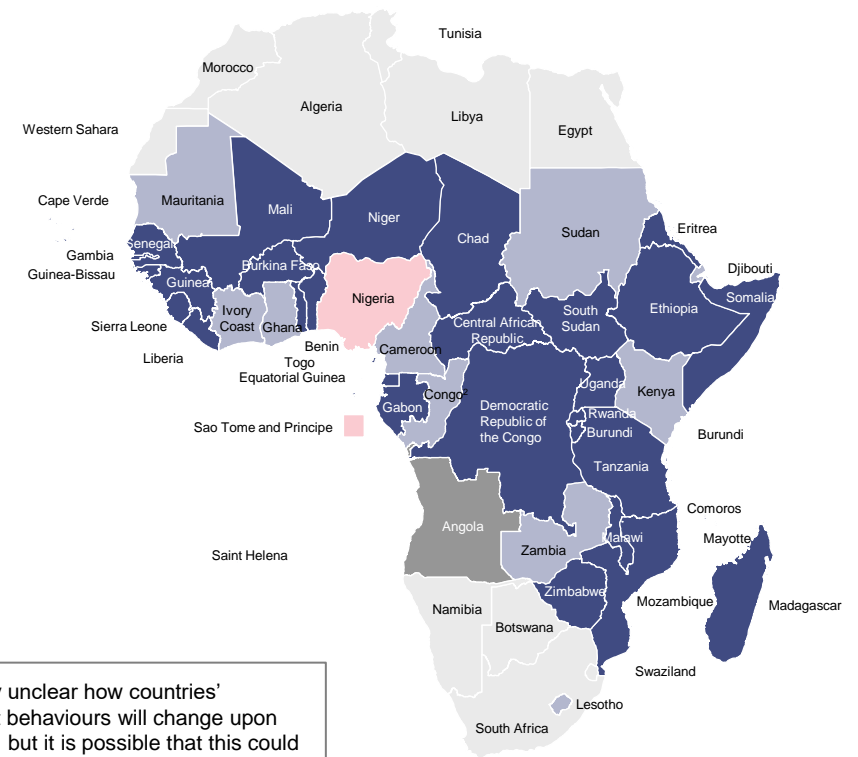 Tunisia
Morocco
Algeria
Libya
Egypt
Western Sahara
Cape Verde
Mauritania
Mali
Niger
Chad
Sudan
Eritrea
Senegal
Gambia
Guinea-Bissau
Guinea
Burkina Faso
Djibouti
Somalia
Sierra Leone
Ivory
Coast
Ghana
Nigeria
Central African
Republic
South
Sudan
Ethiopia
Liberia
Benin
Togo
Equatorial Guinea
Cameroon
Congo²
Gabon
Democratic
Republic of
the Congo
Uganda
Kenya
Rwanda
Burundi
Burundi
Sao Tome and Principe
Tanzania
Angola
Comoros
Zambia
Malawi
Mayotte
Saint Helena
Zimbabwe
Mozambique
Madagascar
Namibia
Botswana
Swaziland
Lesotho
South Africa
unclear how countries'
behaviours will change upon
but it is possible that this could